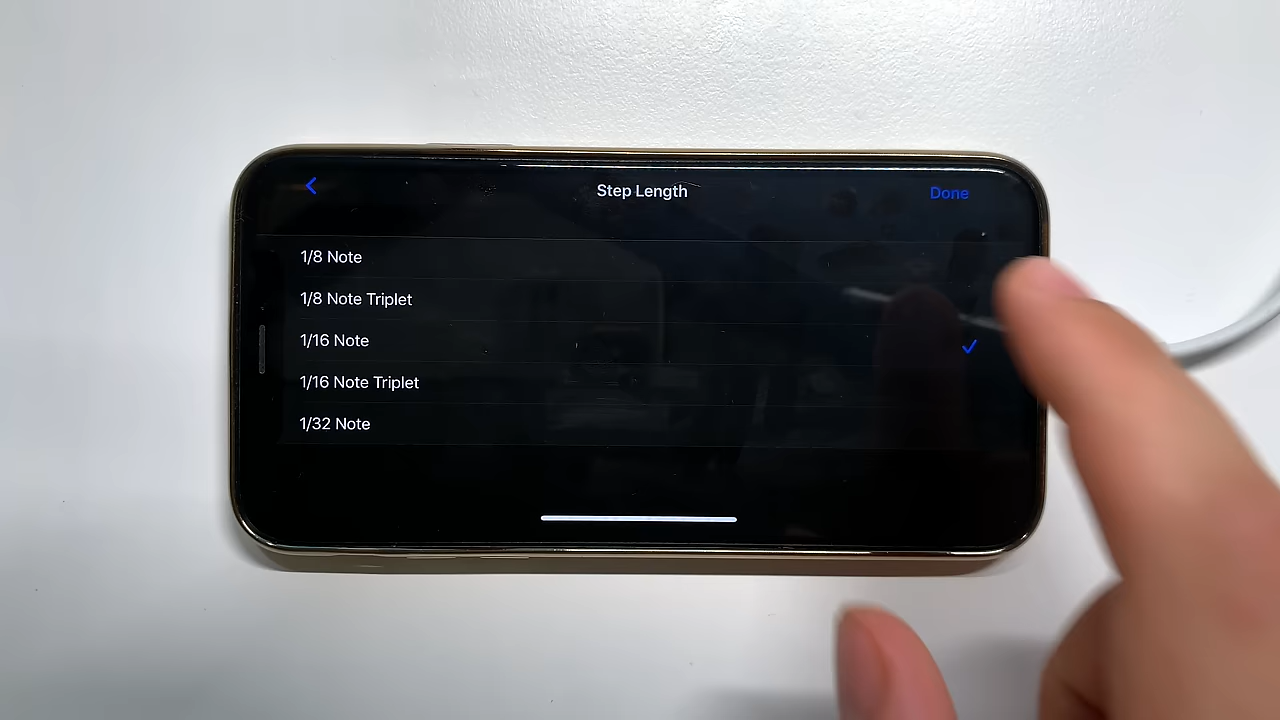 Step Length
Done
1/8 Note
1/8 Note Triplet
1/16 Note
1/16 Note Triplet
1/32 Note